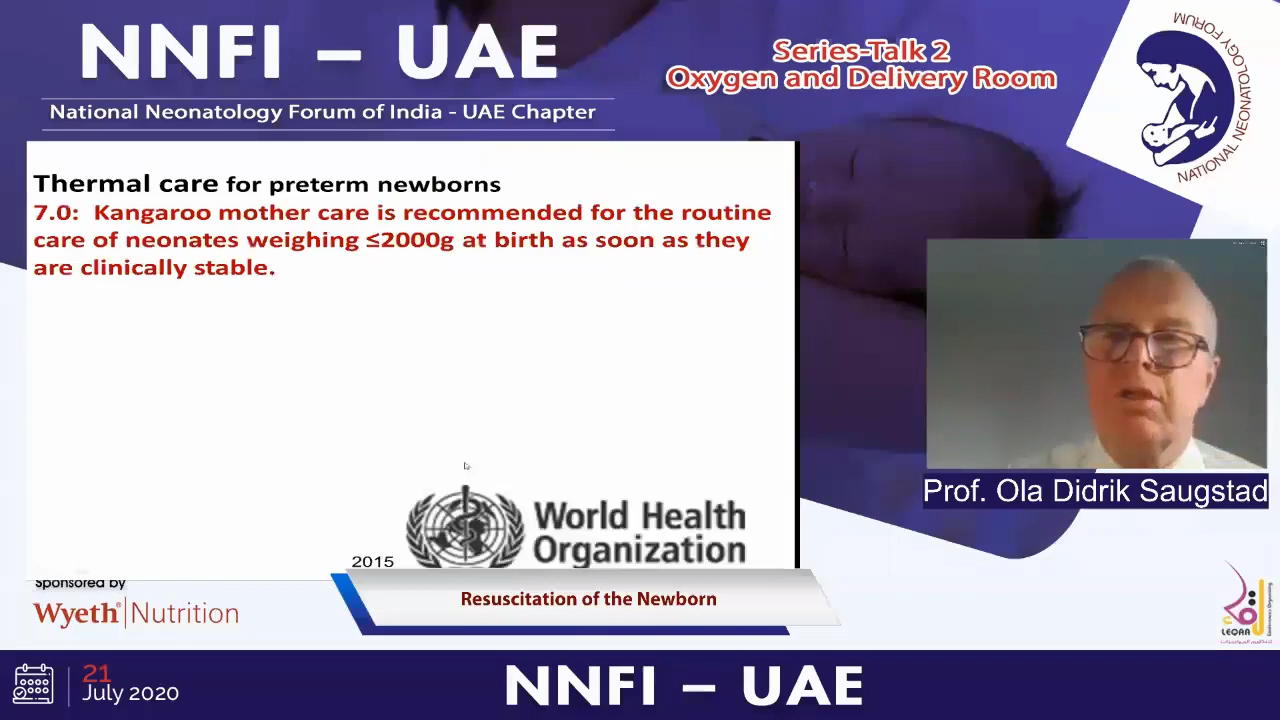 NNFI – UAE
National Neonatology Forum of India - UAE Chapter
Series-Talk 2
Oxygen and Delivery Room
NATIONAL NEONATOLOGY FORUM
Thermal care for preterm newborns
7.0: Kangaroo mother care is recommended for the routine
care of neonates weighing ≤2000g at birth as soon as they
are clinically stable.
2015
World Health
Organization
Prof. Ola Didrik Saugstad
Sponsored by
Wyeth® Nutrition
Resuscitation of the Newborn
LEQAA
21
July 2020
NNFI – UAE